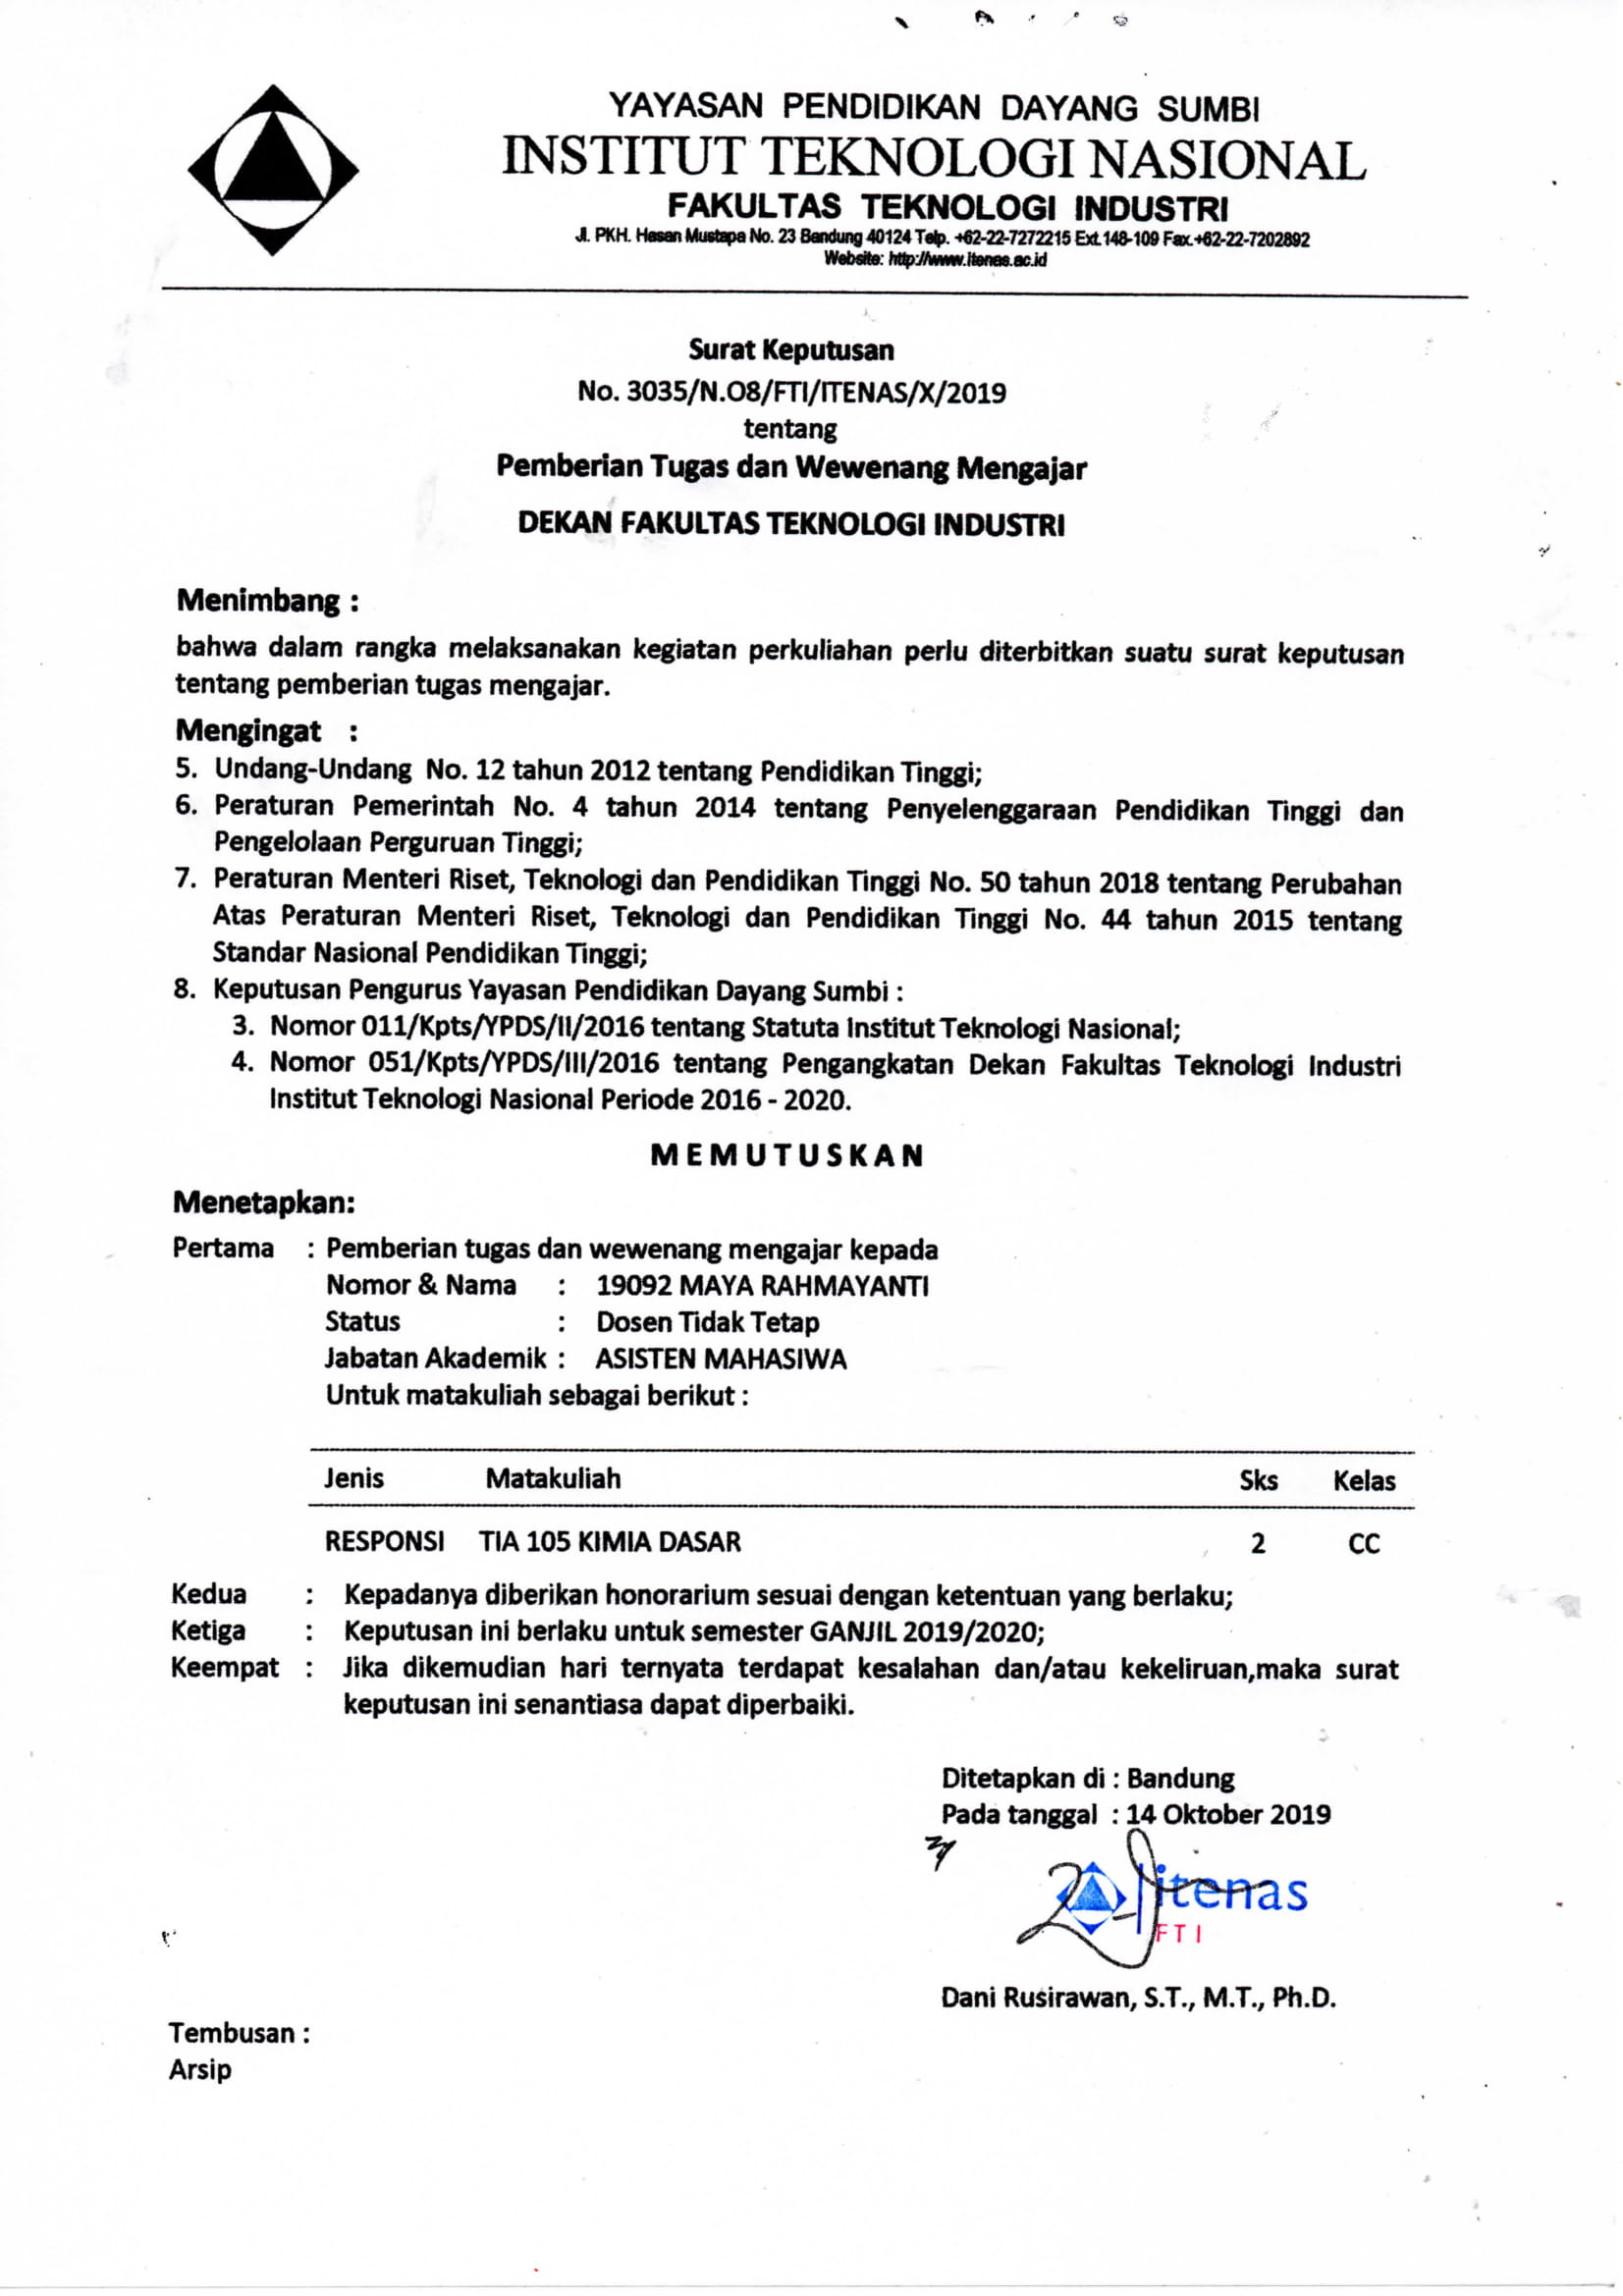 YAYASAN PENDIDIKAN DAYANG SUMBI
INSTITUT TEKNOLOGI NASIONAL
FAKULTAS TEKNOLOGI INDUSTRI
Jl. PKH. Hasan Mustapa No. 23 Bandung 40124 Telp. +62-22-7272215 Ext.148-109 Fax.+62-22-7202892
Website: http://www.itenas.ac.id
Surat Keputusan
No. 3035/N.O8/FTI/ITENAS/X/2019
tentang
Pemberian Tugas dan Wewenang Mengajar
DEKAN FAKULTAS TEKNOLOGI INDUSTRI
Menimbang :
bahwa dalam rangka melaksanakan kegiatan perkuliahan perlu diterbitkan suatu surat keputusan
tentang pemberian tugas mengajar.
Mengingat :
5. Undang-Undang No. 12 tahun 2012 tentang Pendidikan Tinggi;
6. Peraturan Pemerintah No. 4 tahun 2014 tentang Penyelenggaraan Pendidikan Tinggi dan
Pengelolaan Perguruan Tinggi;
7. Peraturan Menteri Riset, Teknologi dan Pendidikan Tinggi No. 50 tahun 2018 tentang Perubahan
Atas Peraturan Menteri Riset, Teknologi dan Pendidikan Tinggi No. 44 tahun 2015 tentang
Standar Nasional Pendidikan Tinggi;
8. Keputusan Pengurus Yayasan Pendidikan Dayang Sumbi :
3. Nomor 011/Kpts/YPDS/II/2016 tentang Statuta Institut Teknologi Nasional;
4. Nomor 051/Kpts/YPDS/III/2016 tentang Pengangkatan Dekan Fakultas Teknologi Industri
Institut Teknologi Nasional Periode 2016 - 2020.
MEMUTUSKAN
Menetapkan:
Pertama : Pemberian tugas dan wewenang mengajar kepada
Nomor & Nama : 19092 MAYA RAHMAYANTI
Status : Dosen Tidak Tetap
Jabatan Akademik : ASISTEN MAHASIWA
Untuk matakuliah sebagai berikut :
Jenis Matakuliah Sks Kelas
RESPONSI TIA 105 KIMIA DASAR 2 CC
Kedua : Kepadanya diberikan honorarium sesuai dengan ketentuan yang berlaku;
Ketiga : Keputusan ini berlaku untuk semester GANJIL 2019/2020;
Keempat : Jika dikemudian hari ternyata terdapat kesalahan dan/atau kekeliruan,maka surat
keputusan ini senantiasa dapat diperbaiki.
Ditetapkan di : Bandung
Pada tanggal : 14 Oktober 2019
itenas
FTI
Dani Rusirawan, S.T., M.T., Ph.D.
Tembusan :
Arsip